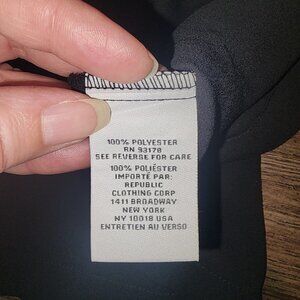 100% POLYESTER
RN 93170
SEE REVERSE FOR CARE
100% POLIÉSTER
IMPORTÉ PAR:
REPUBLIC
CLOTHING CORP
1411 BROADWAY
NEW YORK
NY 10018 USA
ENTRETIEN AU VERSO